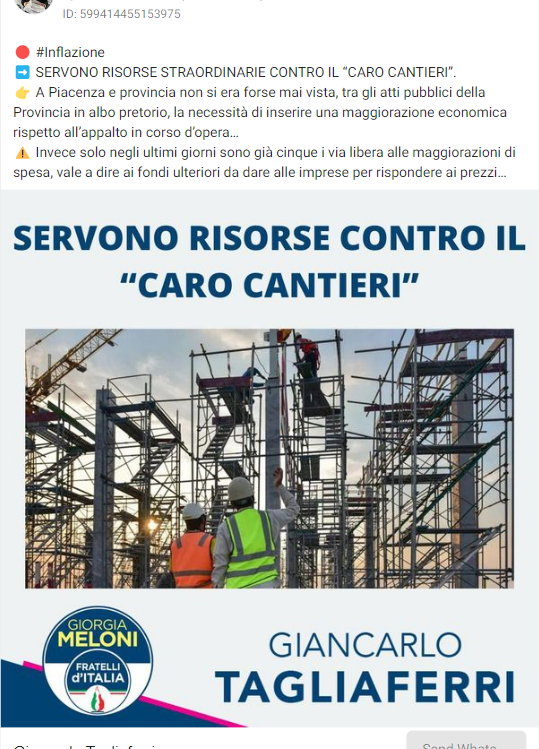 ID: 599414455153975
🔴 #Inflazione
➡️ SERVONO RISORSE STRAORDINARIE CONTRO IL “CARO CANTIERI”.
👉 A Piacenza e provincia non si era forse mai vista, tra gli atti pubblici della
Provincia in albo pretorio, la necessità di inserire una maggiorazione economica
rispetto all’appalto in corso d’opera…
⚠️ Invece solo negli ultimi giorni sono già cinque i via libera alle maggiorazioni di
spesa, vale a dire ai fondi ulteriori da dare alle imprese per rispondere ai prezzi…
SERVONO RISORSE CONTRO IL
“CARO CANTIERI”
GIORGIA
MELONI
FRATELLI
d'ITALIA
GIANCARLO
TAGLIAFERRI